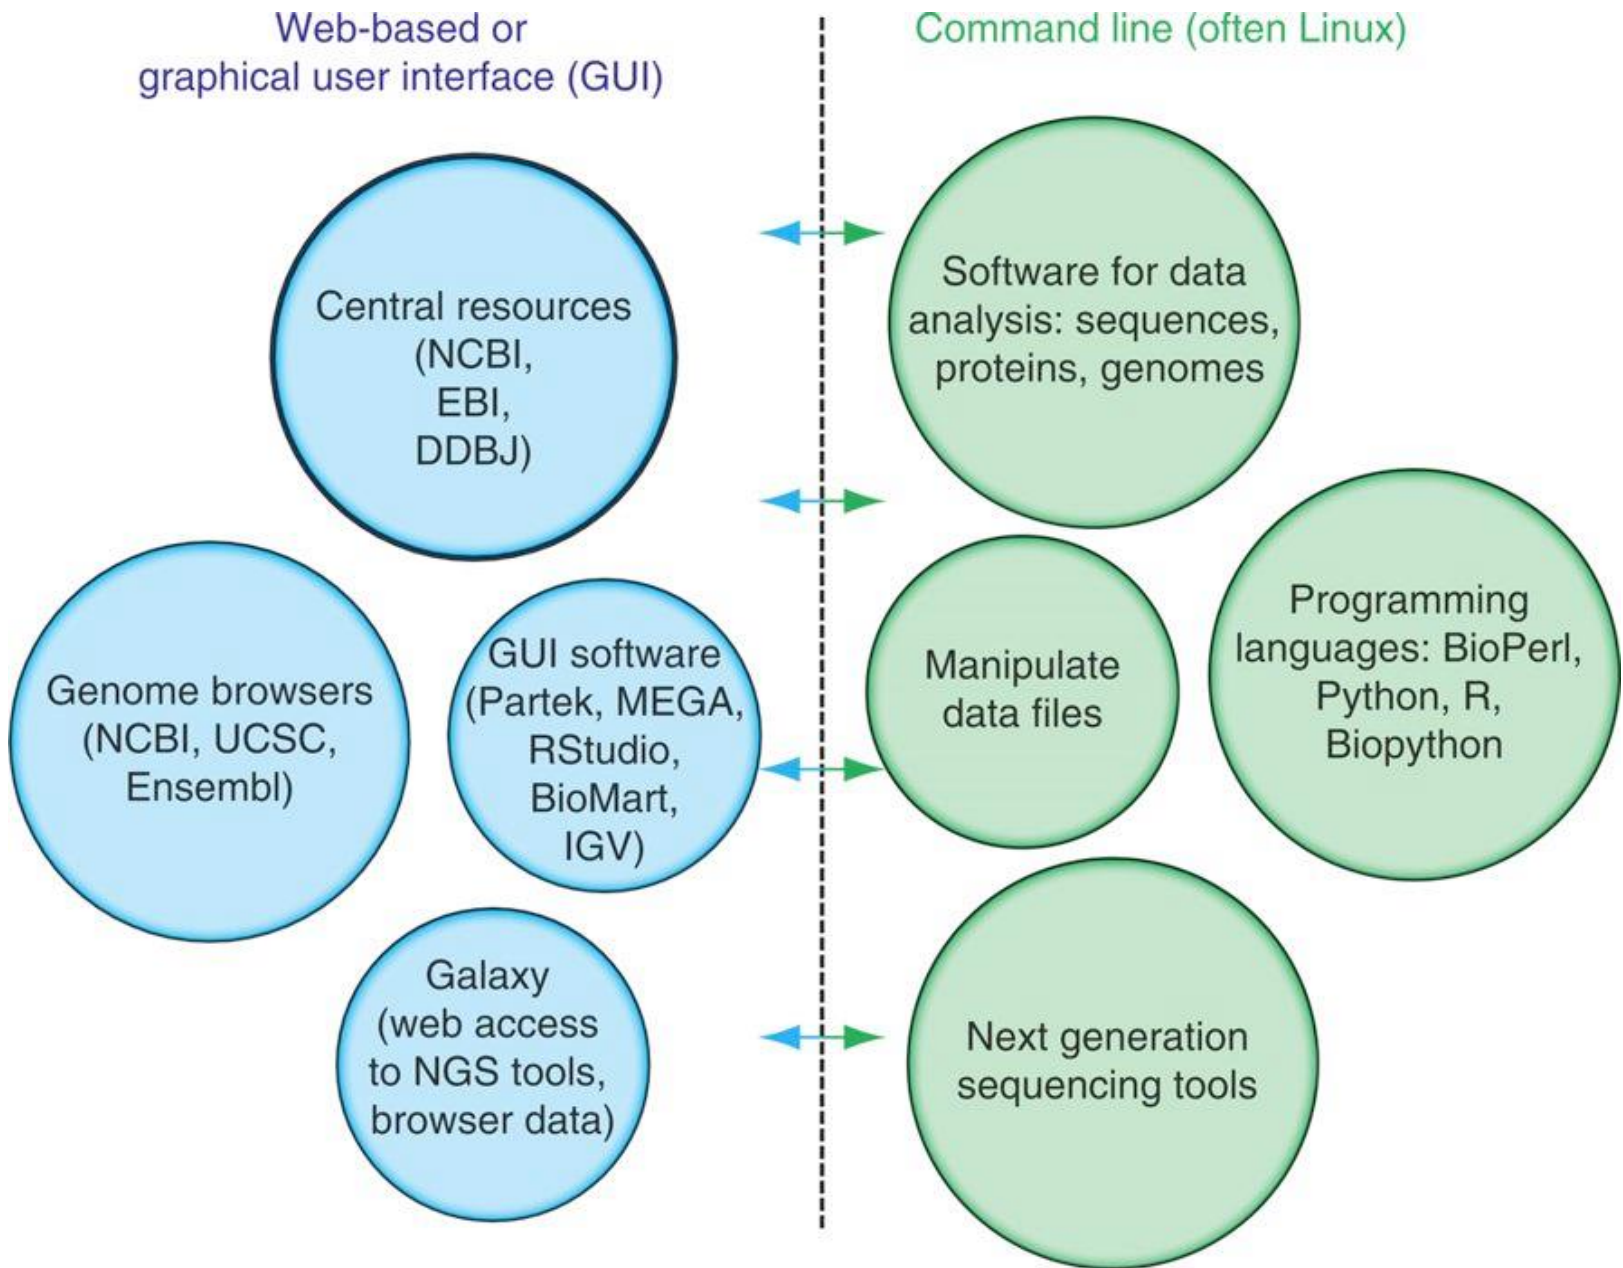 Web-based or
graphical user interface (GUI)
Command line (often Linux)
Central resources
(NCBI,
EBI,
DDBJ)
Software for data
analysis: sequences,
proteins, genomes
Genome browsers
(NCBI, UCSC,
Ensembl)
GUI software
(Partek, MEGA,
RStudio,
BioMart,
IGV)
Manipulate
data files
Programming
languages: BioPerl,
Python, R,
Biopython
Galaxy
(web access
to NGS tools,
browser data)
Next generation
sequencing tools